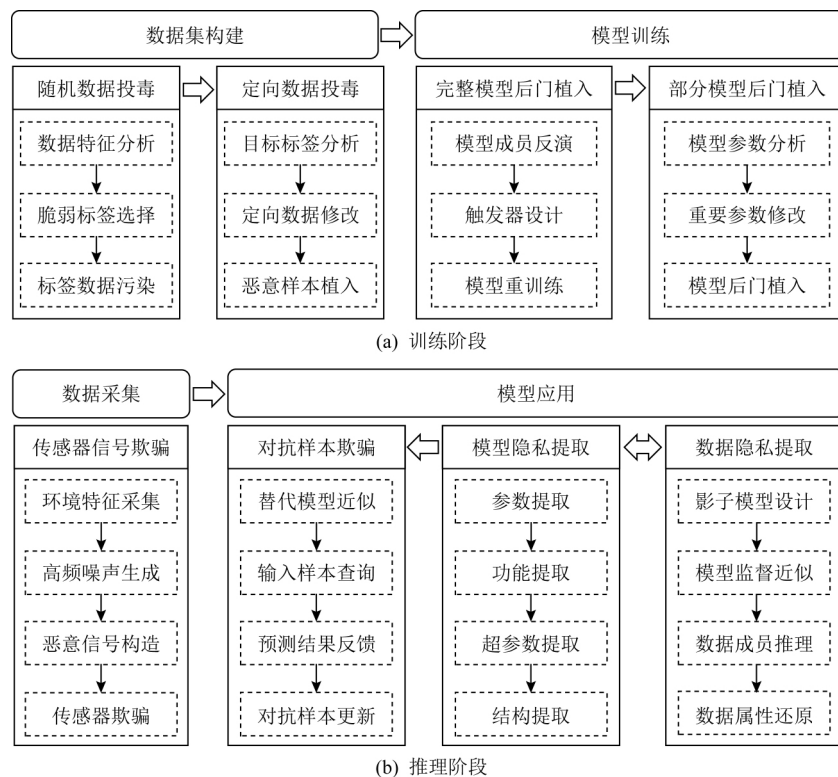 数据集构建
模型训练
随机数据投毒
定向数据投毒
完整模型后门植入
部分模型后门植入
数据特征分析
目标标签分析
模型成员反演
模型参数分析
脆弱标签选择
定向数据修改
触发器设计
重要参数修改
标签数据污染
恶意样本植入
模型重训练
模型后门植入
(a) 训练阶段
数据采集
模型应用
传感器信号欺骗
对抗样本欺骗
模型隐私提取
数据隐私提取
环境特征采集
替代模型近似
参数提取
影子模型设计
高频噪声生成
输入样本查询
功能提取
模型监督近似
恶意信号构造
预测结果反馈
超参数提取
数据成员推理
传感器欺骗
对抗样本更新
结构提取
数据属性还原
(b) 推理阶段